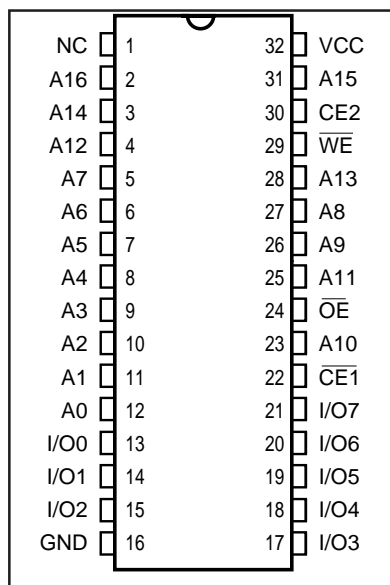 NC 1 32 VCC
A16 2 31 A15
A14 3 30 CE2
A12 4 29 WE
A7 5 28 A13
A6 6 27 A8
A5 7 26 A9
A4 8 25 A11
A3 9 24 OE
A2 10 23 A10
A1 11 22 CE1
A0 12 21 I/O7
I/O0 13 20 I/O6
I/O1 14 19 I/O5
I/O2 15 18 I/O4
GND 16 17 I/O3